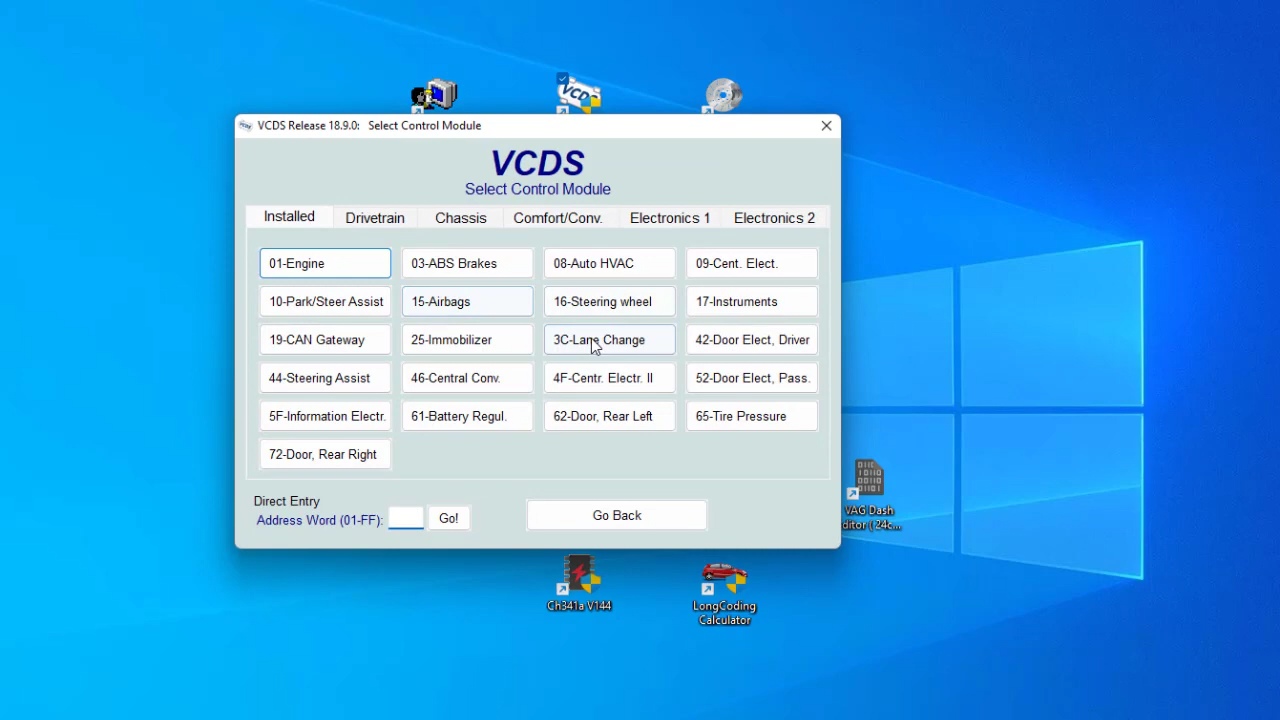 VCDS Release 18.9.0: Select Control Module
VCDS
Select Control Module
Installed Drivetrain Chassis Comfort/Conv. Electronics 1 Electronics 2
01-Engine 03-ABS Brakes 08-Auto HVAC 09-Cent. Elect.
10-Park/Steer Assist 15-Airbags 16-Steering wheel 17-Instruments
19-CAN Gateway 25-Immobilizer 3C-Lane Change 42-Door Elect, Driver
44-Steering Assist 46-Central Conv. 4F-Centr. Electr. II 52-Door Elect, Pass.
5F-Information Electr. 61-Battery Regul. 62-Door, Rear Left 65-Tire Pressure
72-Door, Rear Right
Direct Entry
Address Word (01-FF): Go! Go Back
VAG Dash
ditor ( 24c...
Ch341a V144
LongCoding
Calculator